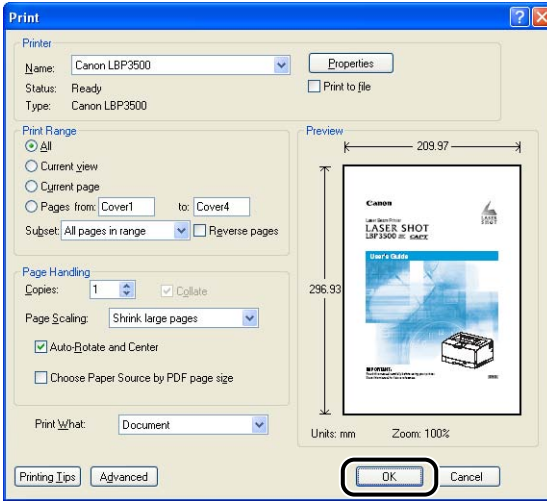 Print
Printer
Name: Canon LBP3500 Properties
Status: Ready Print to file
Type: Canon LBP3500
Print Range
All
Current view
Current page
Pages from: Cover1 to: Cover4
Subset: All pages in range Reverse pages
Page Handling
Copies: 1 Collate
Page Scaling: Shrink large pages
Auto-Rotate and Center
Choose Paper Source by PDF page size
Print What: Document
Preview
209.97
296.93
Canon
Laser Beam Printer
LASER SHOT
LBP3500
User's Guide
IMPORTANT:
Units: mm Zoom: 100%
Printing Tips Advanced OK Cancel